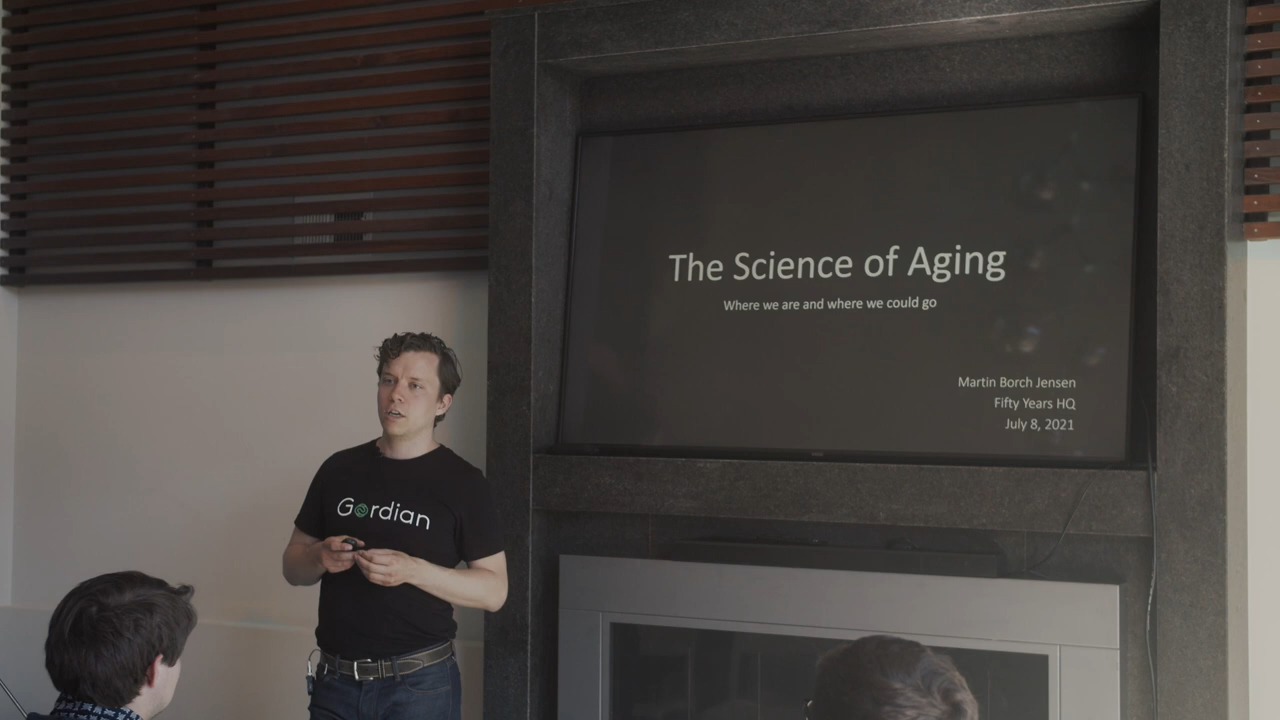 The Science of Aging
Where we are and where we could go
Martin Borch Jensen
Fifty Years HQ
July 8, 2021
Gordian